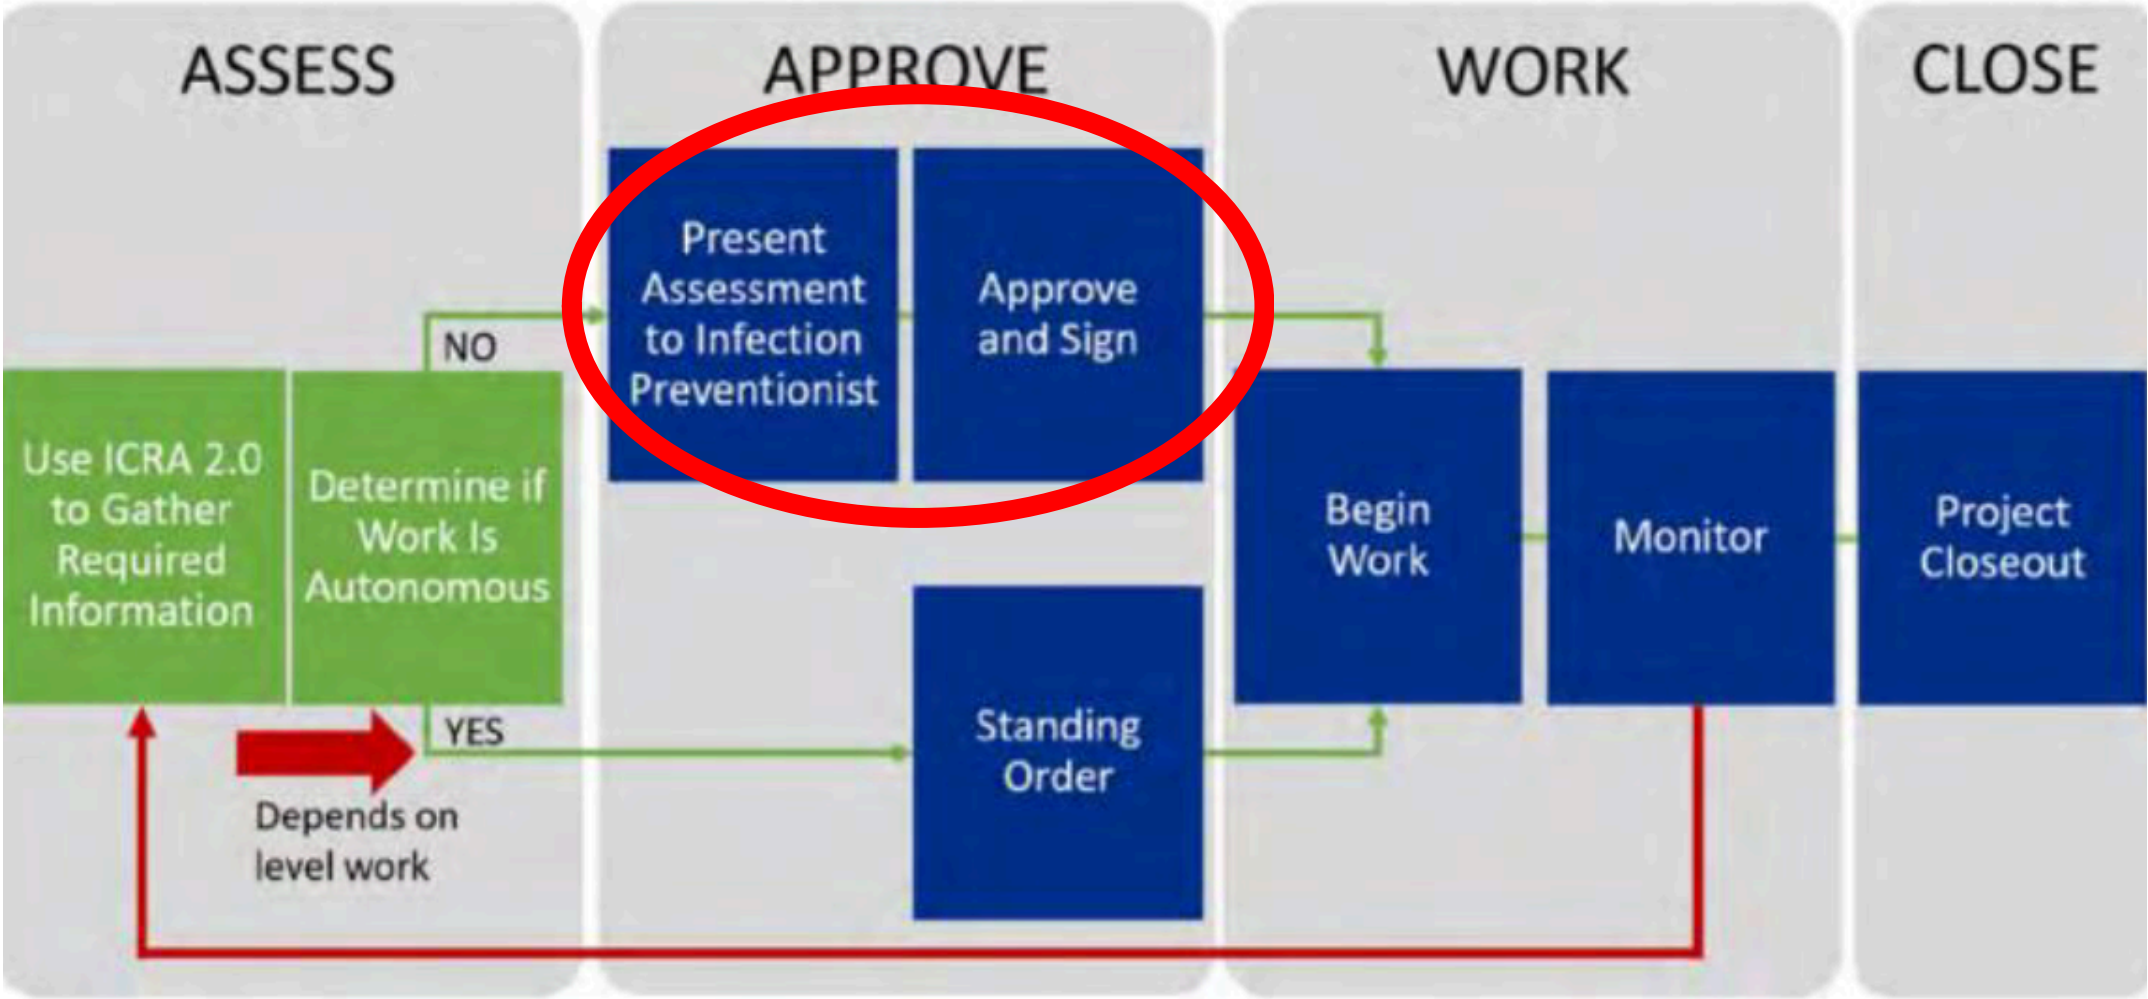 ASSESS
APPROVE
WORK
CLOSE
Use ICRA 2.0
to Gather
Required
Information
Determine if
Work Is
Autonomous
NO
YES
Depends on
level work
Present
Assessment
to Infection
Preventionist
Approve
and Sign
Standing
Order
Begin
Work
Monitor
Project
Closeout